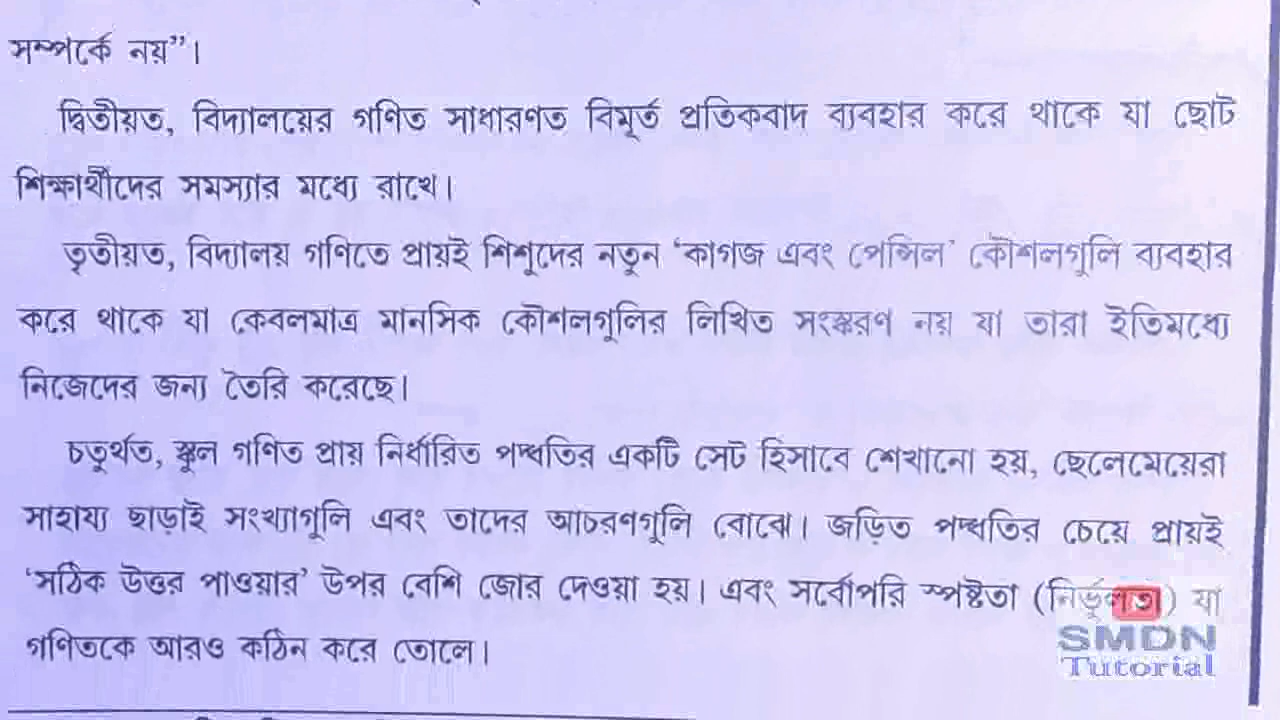 সম্পর্কে নয়”।
দ্বিতীয়ত, বিদ্যালয়ের গণিত সাধারণত বিমূর্ত প্রতিকবাদ ব্যবহার করে থাকে যা ছোট
শিক্ষার্থীদের সমস্যার মধ্যে রাখে।
তৃতীয়ত, বিদ্যালয় গণিতে প্রায়ই শিশুদের নতুন ‘কাগজ এবং পেন্সিল’ কৌশলগুলি ব্যবহার
করে থাকে যা কেবলমাত্র মানসিক কৌশলগুলির লিখিত সংস্করণ নয় যা তারা ইতিমধ্যে
নিজেদের জন্য তৈরি করেছে।
চতুর্থত, স্কুল গণিত প্রায় নির্ধারিত পদ্ধতির একটি সেট হিসাবে শেখানো হয়, ছেলেমেয়েরা
সাহায্য ছাড়াই সংখ্যাগুলি এবং তাদের আচরণগুলি বোঝে। জড়িত পদ্ধতির চেয়ে প্রায়ই
‘সঠিক উত্তর পাওয়ার’ উপর বেশি জোর দেওয়া হয়। এবং সর্বোপরি স্পষ্টতা (নির্ভুলতা) যা
গণিতকে আরও কঠিন করে তোলে।
SMDN
Tutorial